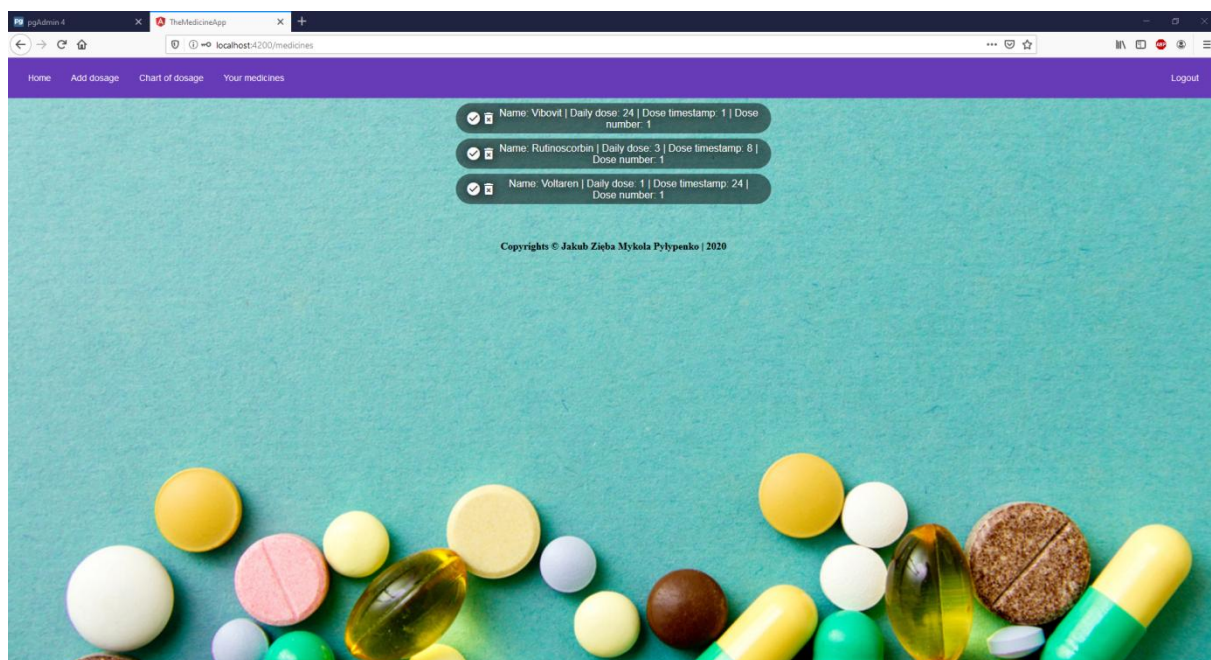 pgAdmin 4
TheMedicineApp
localhost:4200/medicines
Home Add dosage Chart of dosage Your medicines Logout
Name: Vibovit | Daily dose: 24 | Dose timestamp: 1 | Dose
number: 1
Name: Rutinoscorbin | Daily dose: 3 | Dose timestamp: 8 |
Dose number: 1
Name: Voltaren | Daily dose: 1 | Dose timestamp: 24 |
Dose number: 1
Copyrights © Jakub Zięba Mykola Pylypenko | 2020